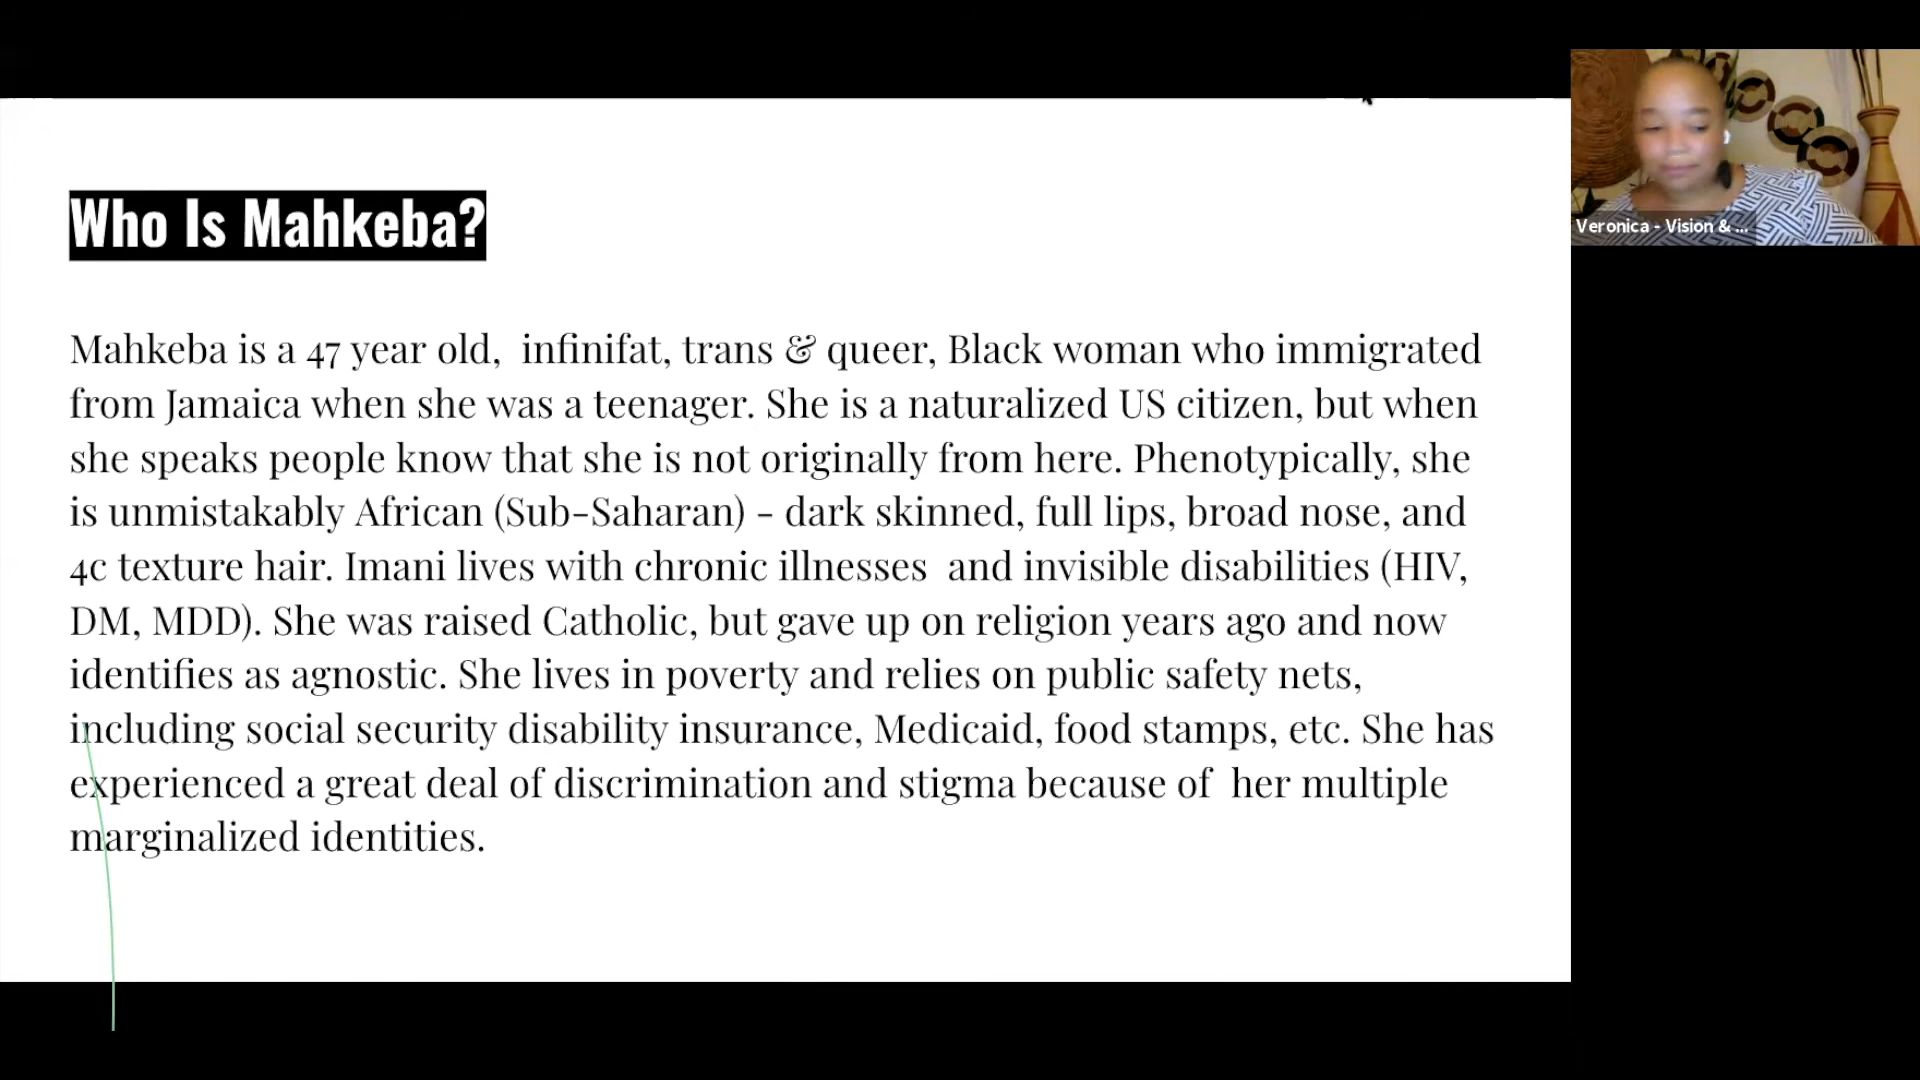 Who Is Mahkeba?
Mahkeba is a 47 year old,  infinifat, trans & queer, Black woman who immigrated
from Jamaica when she was a teenager. She is a naturalized US citizen, but when
she speaks people know that she is not originally from here. Phenotypically, she
is unmistakably African (Sub-Saharan) - dark skinned, full lips, broad nose, and
4c texture hair. Imani lives with chronic illnesses  and invisible disabilities (HIV,
DM, MDD). She was raised Catholic, but gave up on religion years ago and now
identifies as agnostic. She lives in poverty and relies on public safety nets,
including social security disability insurance, Medicaid, food stamps, etc. She has
experienced a great deal of discrimination and stigma because of  her multiple
marginalized identities.
Veronica - Vision & ...